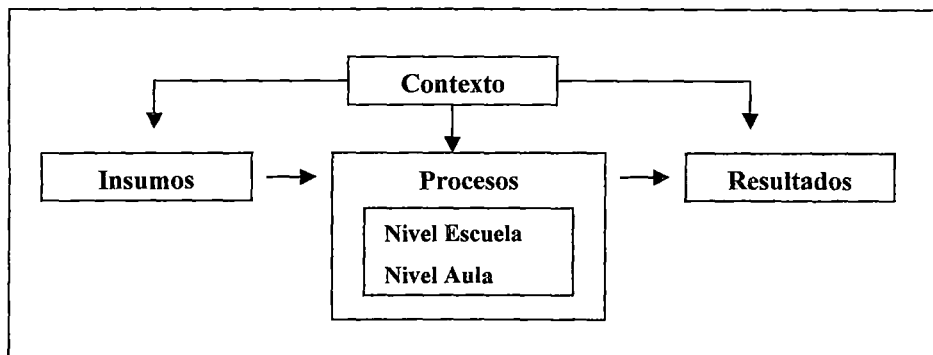 Contexto
Insumos
Procesos
Resultados
Nivel Escuela
Nivel Aula